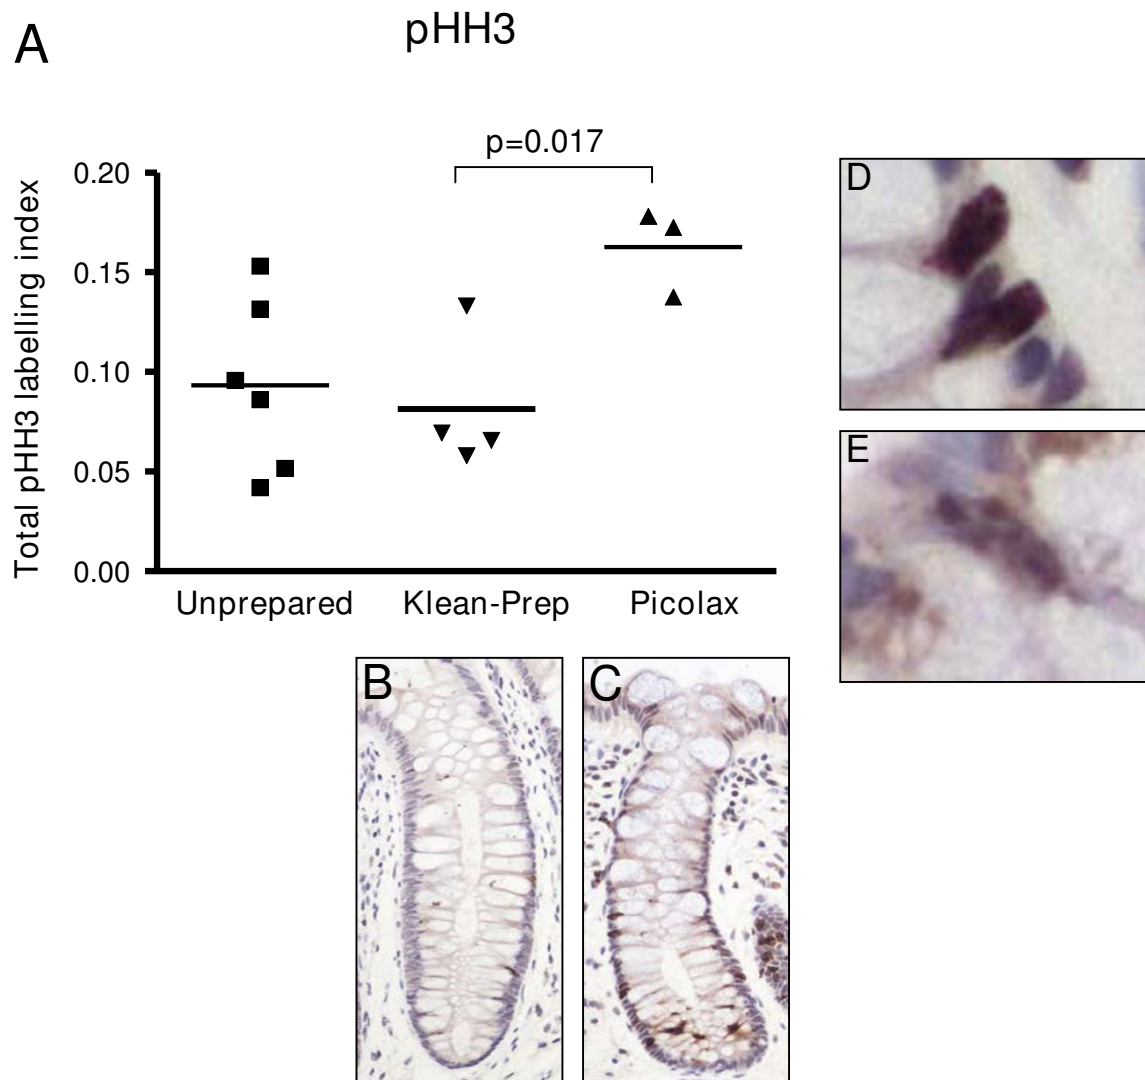 A
pHH3
p=0.017
Total pHH3 labelling index
0.20
0.15
0.10
0.05
0.00
Unprepared Klean-Prep Picolax
B
C
D
E